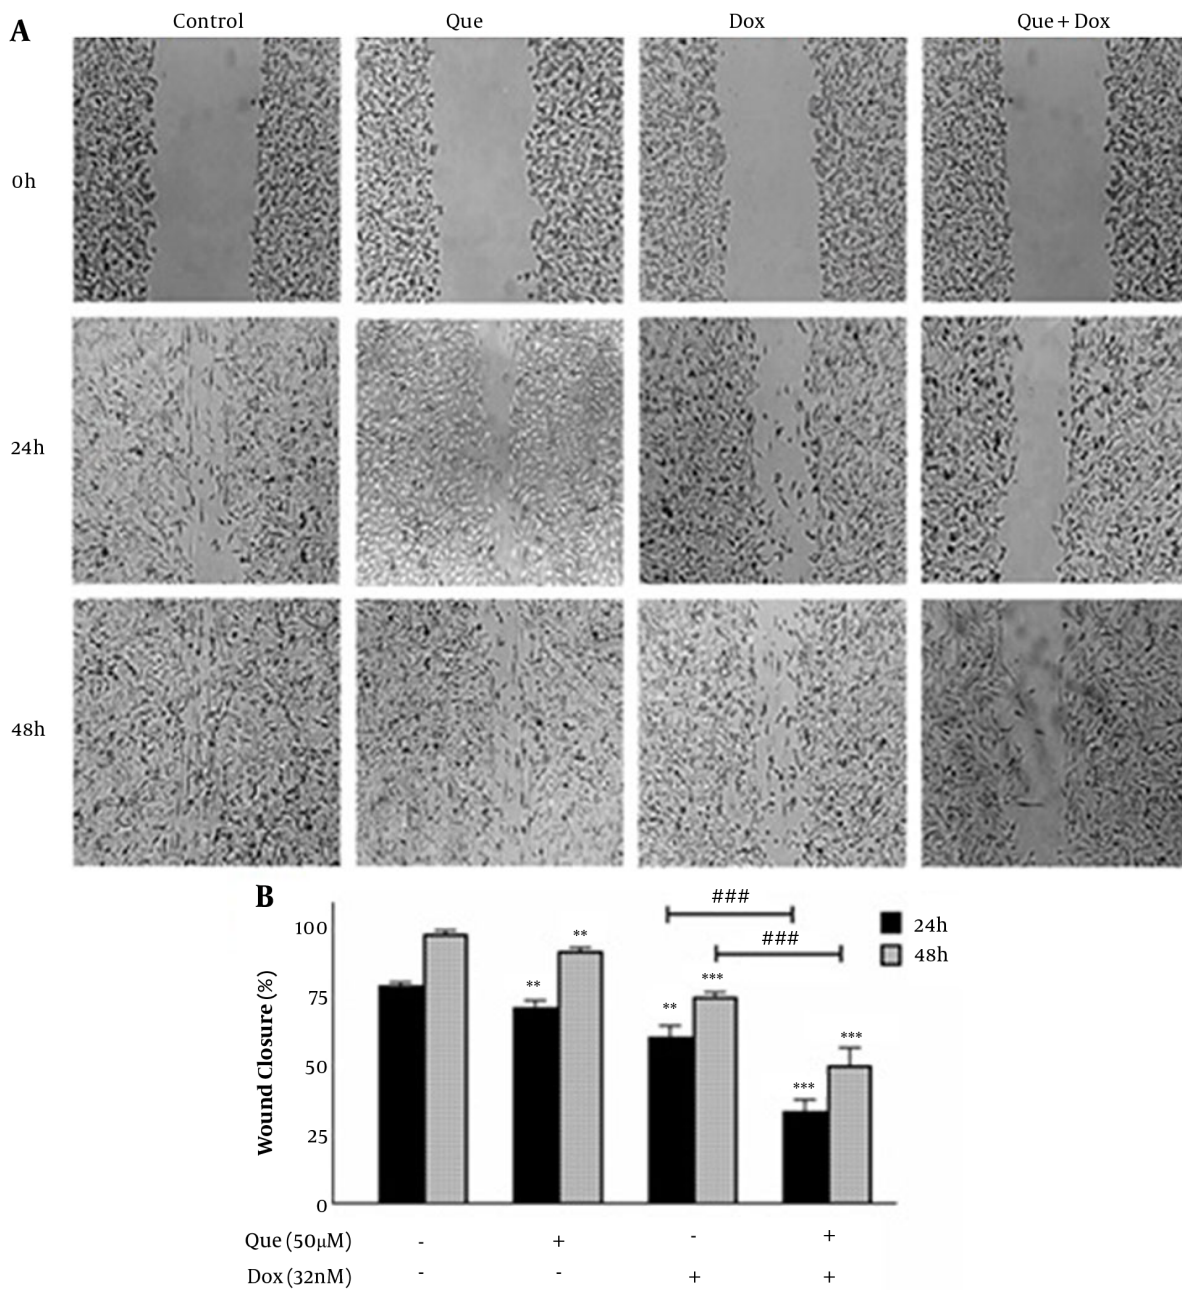 A
Control Que Dox Que + Dox
0h
24h
48h
B
###
###
24h
48h
100
75
50
25
0
Wound Closure (%)
** ** ** *** *** ***
Que (50μM) - + - +
Dox (32nM) - - + +